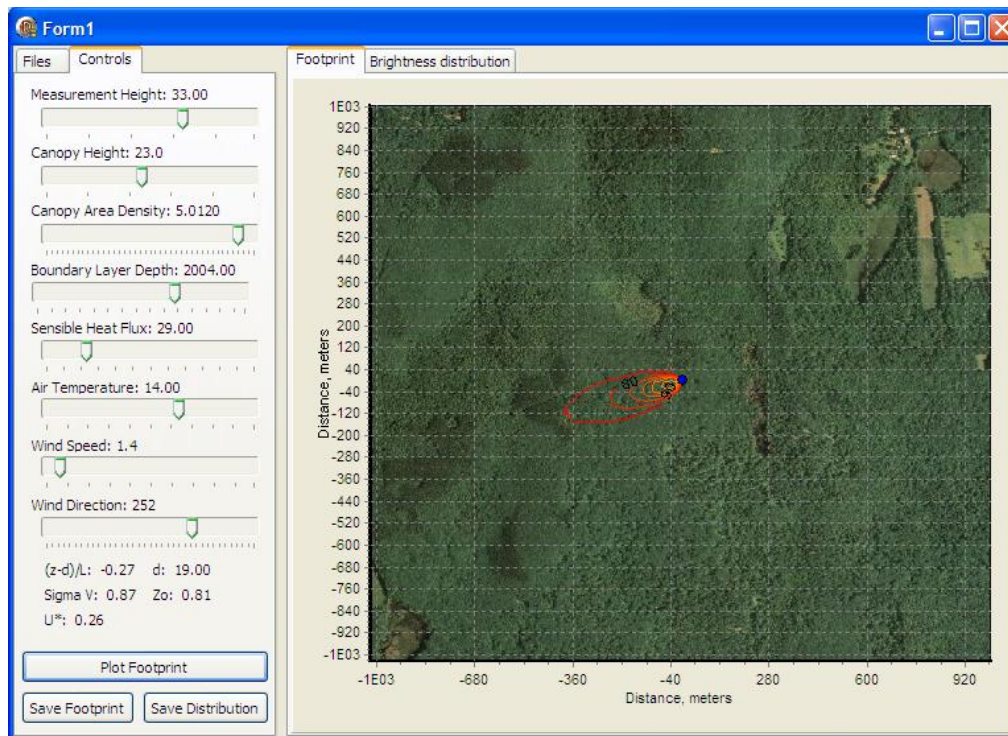 Form1
Files Controls
Measurement Height: 33.00
Canopy Height: 23.0
Canopy Area Density: 5.0120
Boundary Layer Depth: 2004.00
Sensible Heat Flux: 29.00
Air Temperature: 14.00
Wind Speed: 1.4
Wind Direction: 252
(z-d)/L: -0.27 d: 19.00
Sigma V: 0.87 Zo: 0.81
U*: 0.26
Plot Footprint
Save Footprint Save Distribution
Footprint Brightness distribution
1E03
920
840
760
680
600
520
440
360
280
200
120
40
-40
-120
-200
-280
-360
-440
-520
-600
-680
-760
-840
-920
-1E03
Distance, meters
80
-1E03 -680 -360 -40 280 600 920
Distance, meters